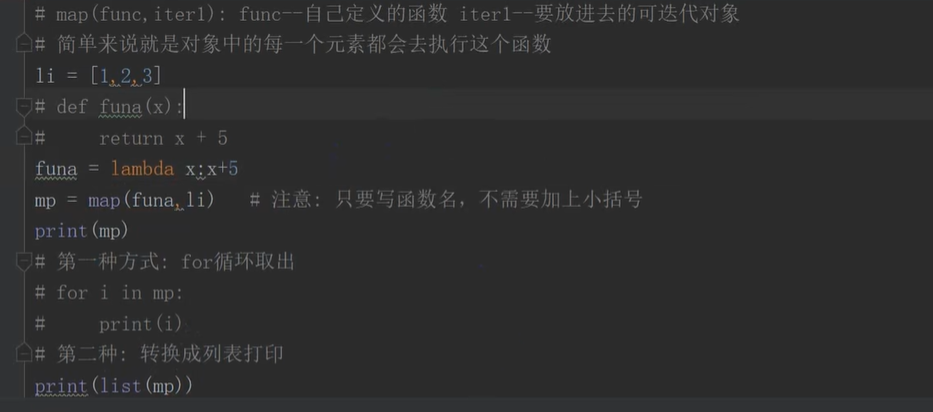 # map(func,iter1): func--自己定义的函数 iter1--要放进去的可迭代对象
# 简单来说就是对象中的每一个元素都会去执行这个函数
li = [1,2,3]
# def funa(x):
#     return x + 5
funa = lambda x:x+5
mp = map(funa,li)   # 注意: 只要写函数名，不需要加上小括号
print(mp)
# 第一种方式: for循环取出
# for i in mp:
#     print(i)
# 第二种: 转换成列表打印
print(list(mp))